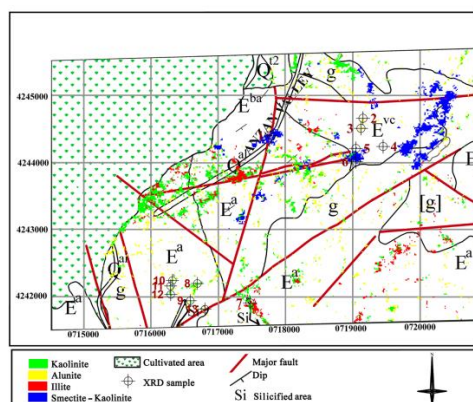 Q t2
g
4245000
E ba
E vc
2
3
5
4
6
4244000
Q al
E a
g
[g]
4243000
E a
Q al
g
10
8
12
9
E a
E a
E a
7
4242000
E a
Si
0715000 0716000 0717000 0718000 0719000 0720000
Kaolinite
Alunite
Illite
Smectite - Kaolinite
Cultivated area
XRD sample
Major fault
Dip
Si Silicified area